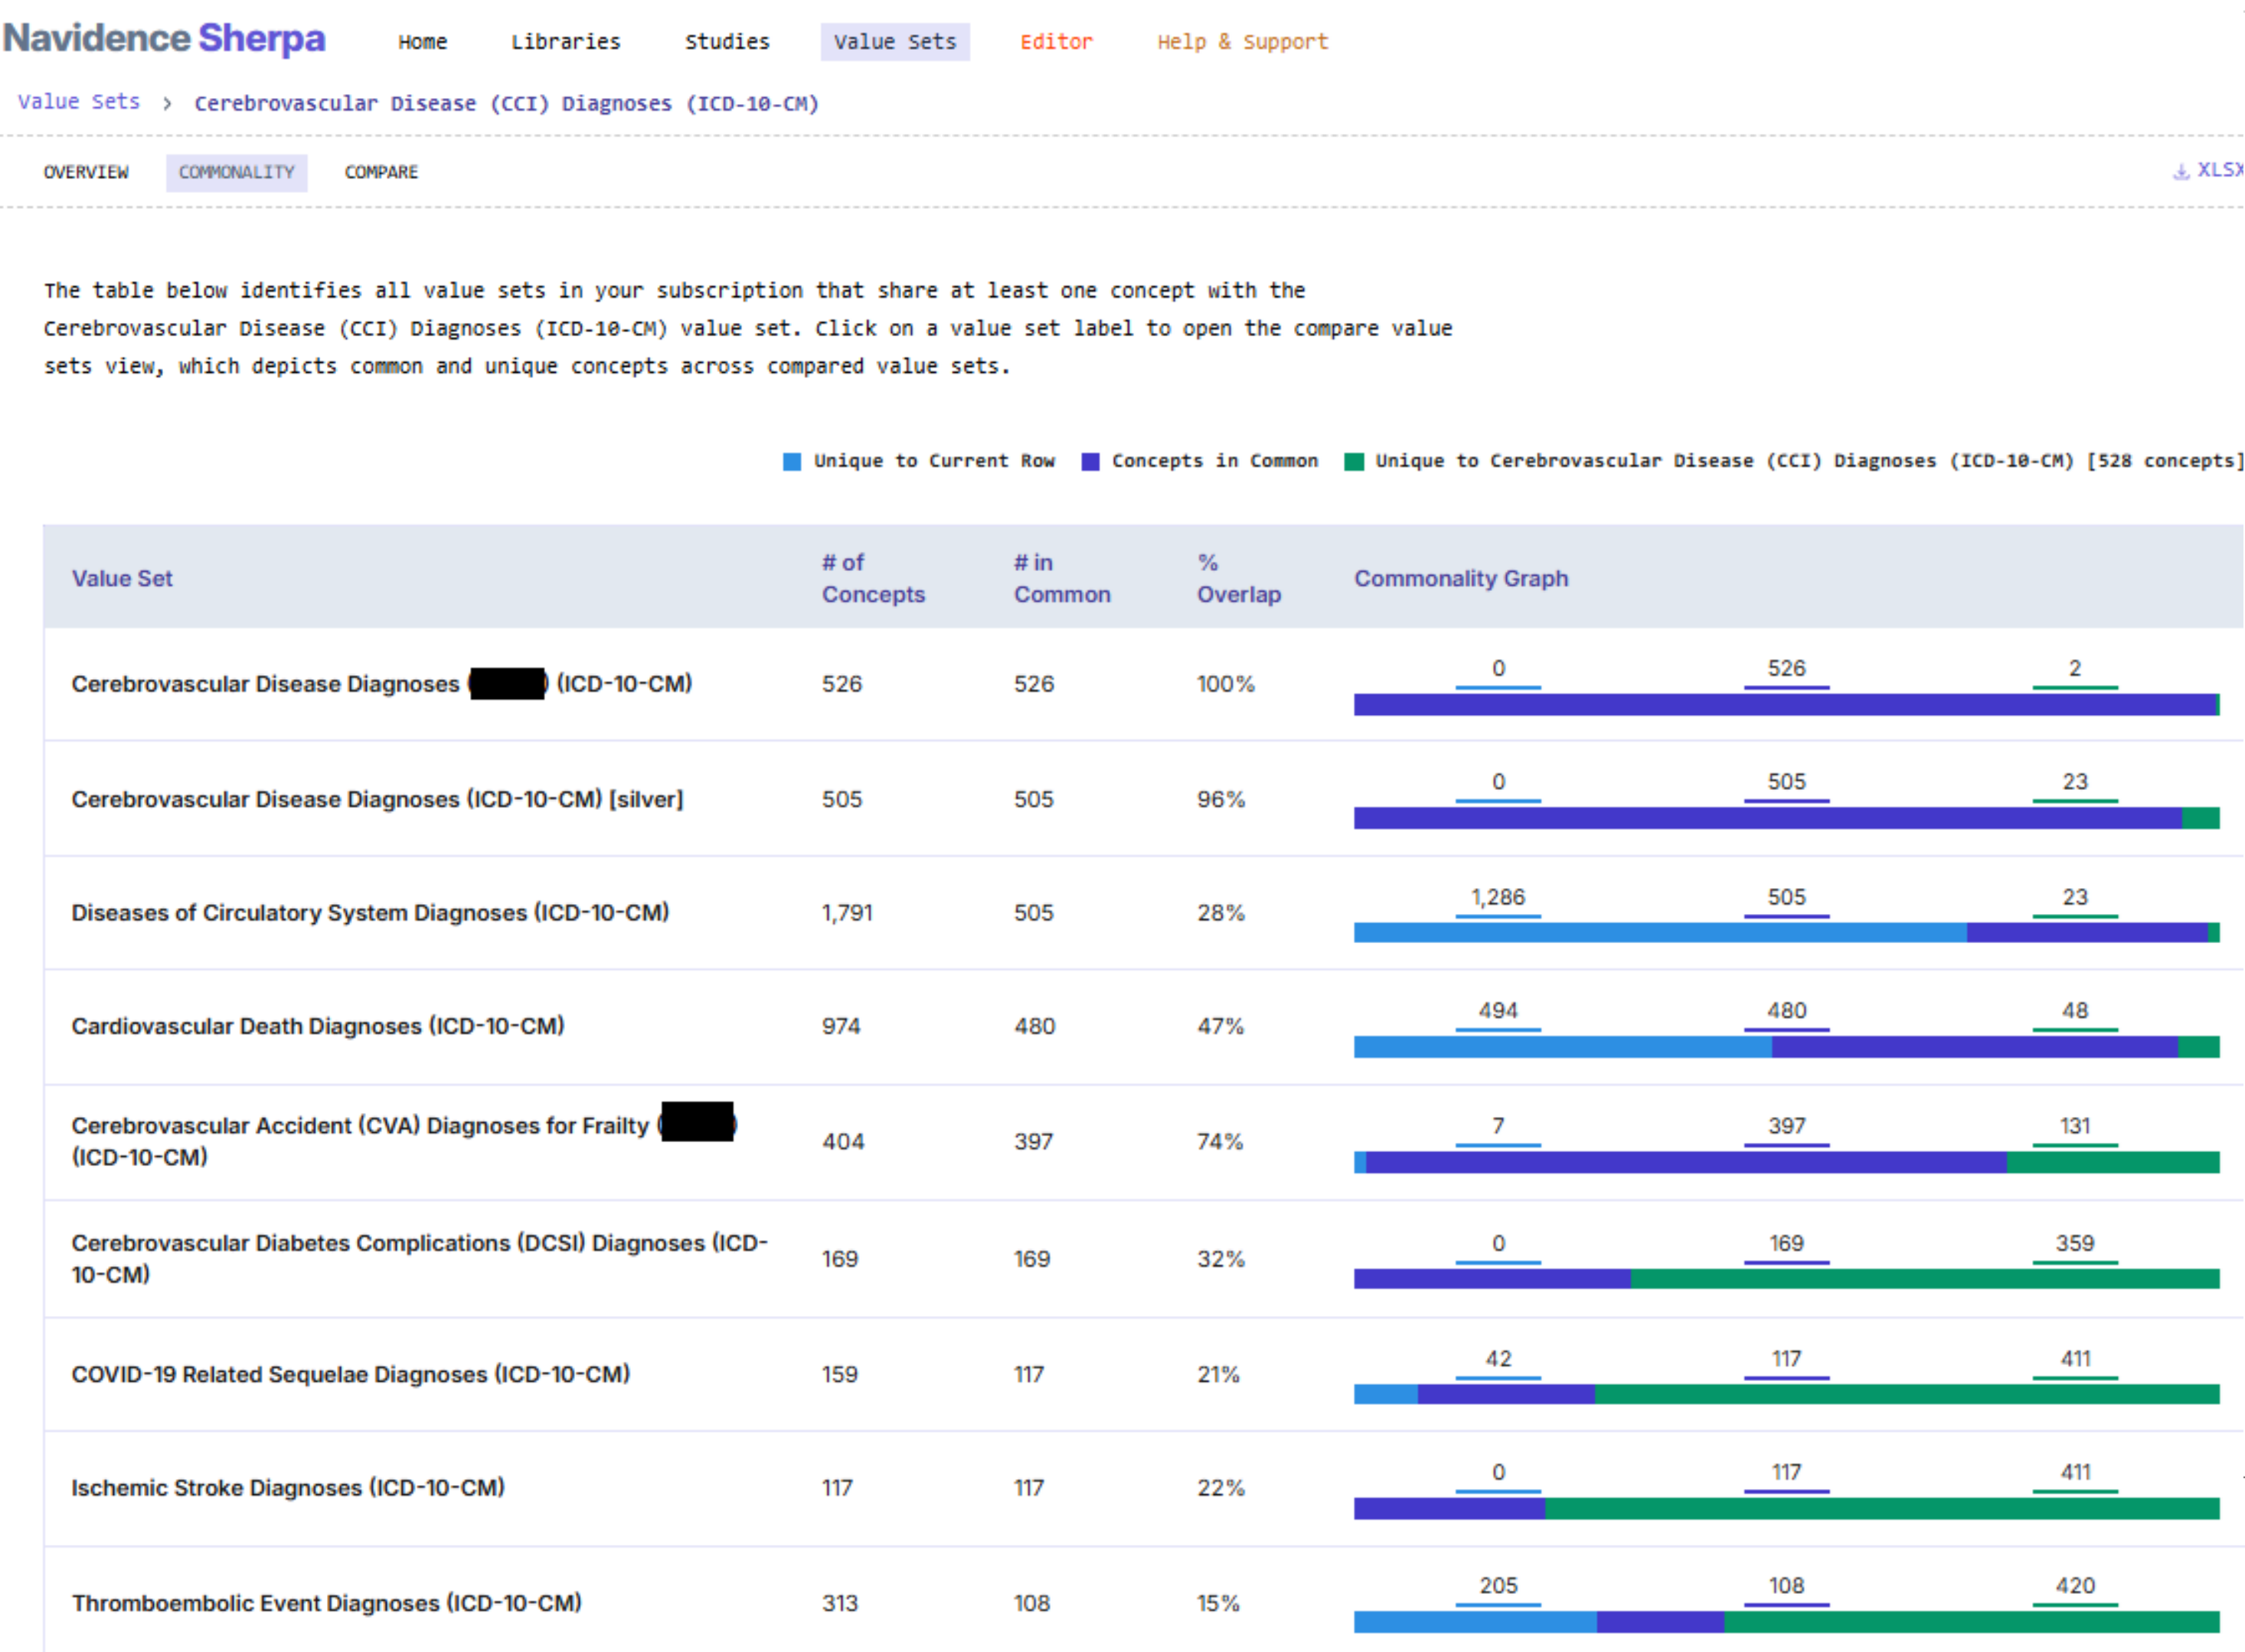 Navidence Sherpa Home Libraries Studies Value Sets Editor Help & Support
Value Sets > Cerebrovascular Disease (CCI) Diagnoses (ICD-10-CM)
OVERVIEW COMMONALITY COMPARE XLSX
The table below identifies all value sets in your subscription that share at least one concept with the
Cerebrovascular Disease (CCI) Diagnoses (ICD-10-CM) value set. Click on a value set label to open the compare value
sets view, which depicts common and unique concepts across compared value sets.
Unique to Current Row Concepts in Common Unique to Cerebrovascular Disease (CCI) Diagnoses (ICD-10-CM) [528 concepts]
Value Set # of Concepts # in Common % Overlap Commonality Graph
Cerebrovascular Disease Diagnoses ( ) (ICD-10-CM) 526 526 100% 0 526 2
Cerebrovascular Disease Diagnoses (ICD-10-CM) [silver] 505 505 96% 0 505 23
Diseases of Circulatory System Diagnoses (ICD-10-CM) 1,791 505 28% 1,286 505 23
Cardiovascular Death Diagnoses (ICD-10-CM) 974 480 47% 494 480 48
Cerebrovascular Accident (CVA) Diagnoses for Frailty ( )
(ICD-10-CM) 404 397 74% 7 397 131
Cerebrovascular Diabetes Complications (DCSI) Diagnoses (ICD-
10-CM) 169 169 32% 0 169 359
COVID-19 Related Sequelae Diagnoses (ICD-10-CM) 159 117 21% 42 117 411
Ischemic Stroke Diagnoses (ICD-10-CM) 117 117 22% 0 117 411
Thromboembolic Event Diagnoses (ICD-10-CM) 313 108 15% 205 108 420